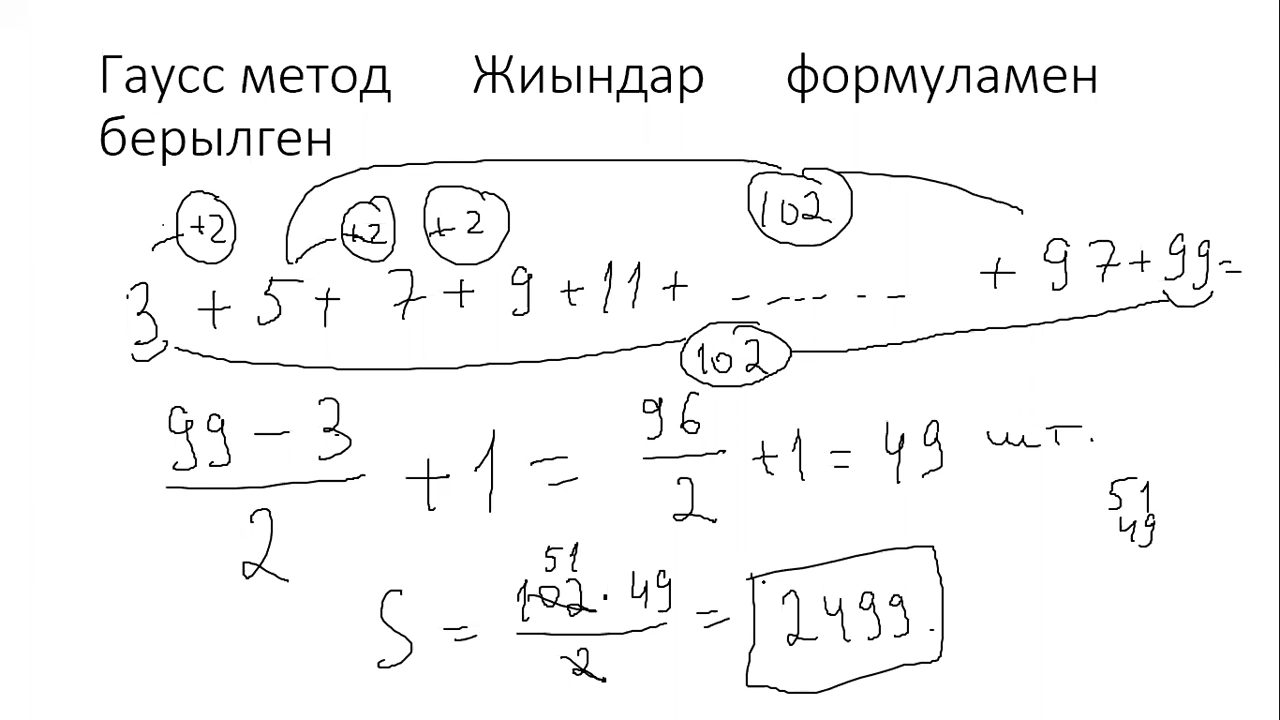 Гаусс метод Жиындар формуламен
берылген
102
+2 +2 +2
3 + 5 + 7 + 9 + 11 + - - - - - - + 97 + 99 =
102
99 - 3 / 2 + 1 = 96 / 2 + 1 = 49 шт.
51
49
51
S = 102 · 49 / 2 = 2499.